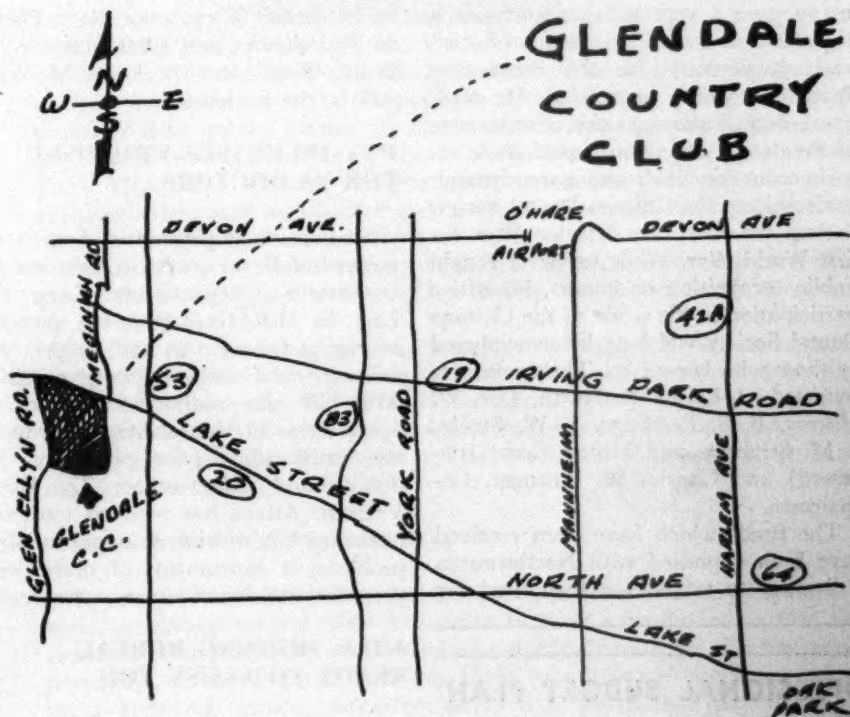 GLENDALE
COUNTRY
CLUB
N
W E
S
DEVON AVE.
O'HARE
AIRPORT
DEVON AVE
MEDINAH RD
42A
53
19
IRVING PARK ROAD
83
LAKE STREET
20
YORK ROAD
MANNHEIM
HARLEM AVE
GLEN ELLYN RD.
GLENDALE
C.C.
NORTH AVE
64
LAKE ST
OAK
PARK